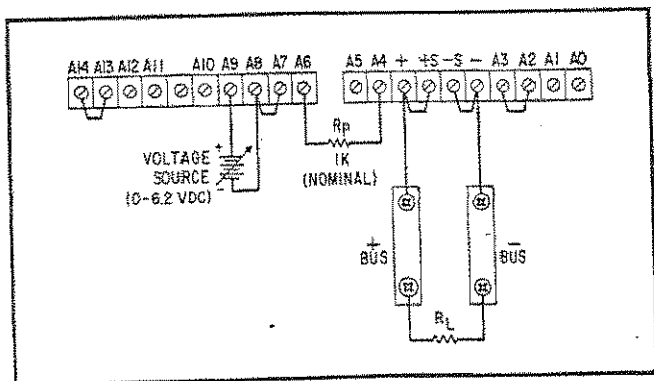 A14 A13 A12 A11 A10 A9 A8 A7 A6 A5 A4 + +S -S - A3 A2 A1 A0
+
VOLTAGE
SOURCE
(0-6.2 VDC)
-
RP
1K
(NOMINAL)
+
BUS
-
BUS
RL